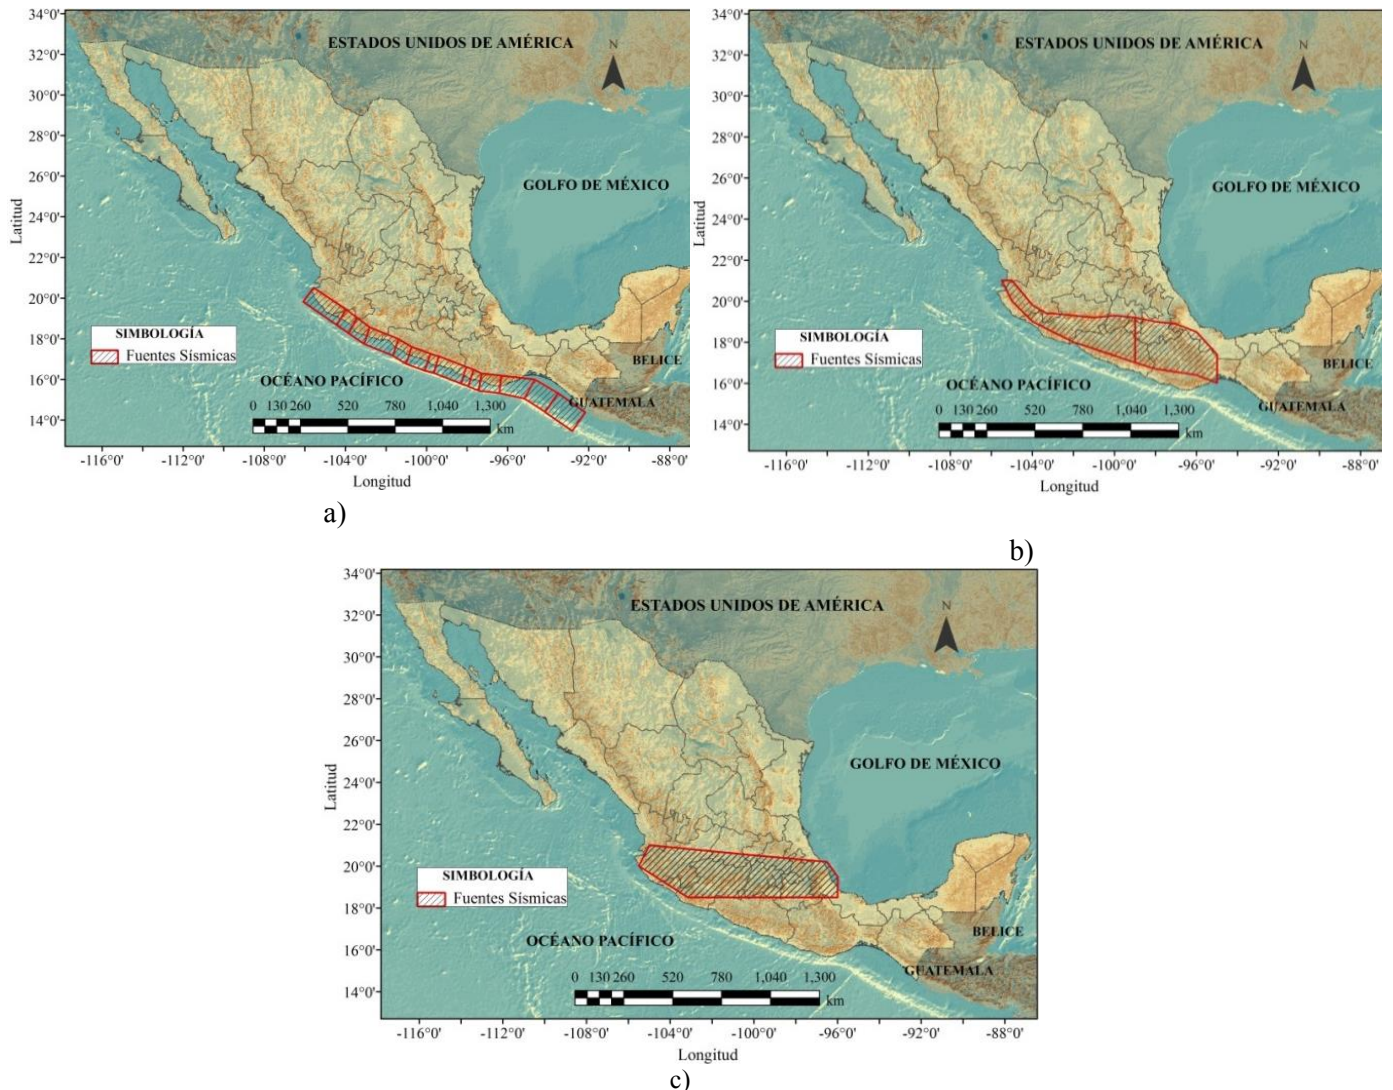 34°0'
32°0'
30°0'
28°0'
26°0'
24°0'
22°0'
20°0'
18°0'
16°0'
14°0'
Latitud
ESTADOS UNIDOS DE AMÉRICA
N
GOLFO DE MÉXICO
SIMBOLOGÍA
Fuentes Sísmicas
BELICE
OCÉANO PACÍFICO
GUATEMALA
0 130 260 520 780 1,040 1,300
km
-116°0' -112°0' -108°0' -104°0' -100°0' -96°0' -92°0' -88°0'
Longitud
a)
34°0'
32°0'
30°0'
28°0'
26°0'
24°0'
22°0'
20°0'
18°0'
16°0'
14°0'
Latitud
ESTADOS UNIDOS DE AMÉRICA
N
GOLFO DE MÉXICO
SIMBOLOGÍA
Fuentes Sísmicas
BELICE
OCÉANO PACÍFICO
GUATEMALA
0 130 260 520 780 1,040 1,300
km
-116°0' -112°0' -108°0' -104°0' -100°0' -96°0' -92°0' -88°0'
Longitud
b)
34°0'
32°0'
30°0'
28°0'
26°0'
24°0'
22°0'
20°0'
18°0'
16°0'
14°0'
Latitud
ESTADOS UNIDOS DE AMÉRICA
N
GOLFO DE MÉXICO
SIMBOLOGÍA
Fuentes Sísmicas
BELICE
OCÉANO PACÍFICO
GUATEMALA
0 130 260 520 780 1,040 1,300
km
-116°0' -112°0' -108°0' -104°0' -100°0' -96°0' -92°0' -88°0'
Longitud
c)